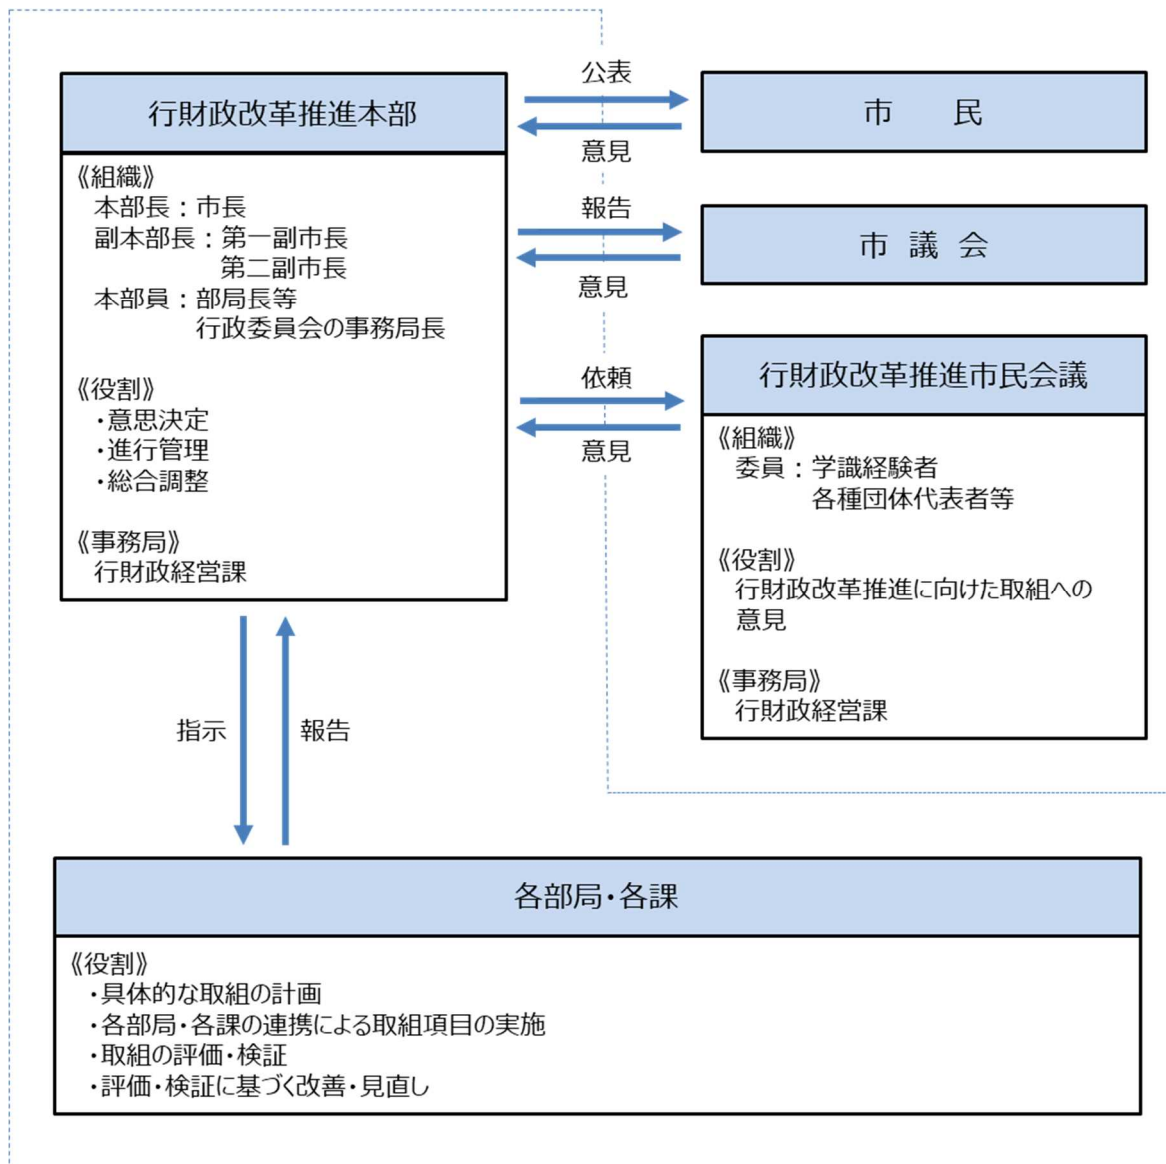 行財政改革推進本部
《組織》
本部長：市長
副本部長：第一副市長
第二副市長
本部員：部局長等
行政委員会の事務局長
《役割》
・意思決定
・進行管理
・総合調整
《事務局》
行財政経営課
公表
意見
市　　民
報告
意見
市 議 会
依頼
意見
行財政改革推進市民会議
《組織》
委員：学識経験者
各種団体代表者等
《役割》
行財政改革推進に向けた取組への
意見
《事務局》
行財政経営課
指示
報告
各部局・各課
《役割》
・具体的な取組の計画
・各部局・各課の連携による取組項目の実施
・取組の評価・検証
・評価・検証に基づく改善・見直し